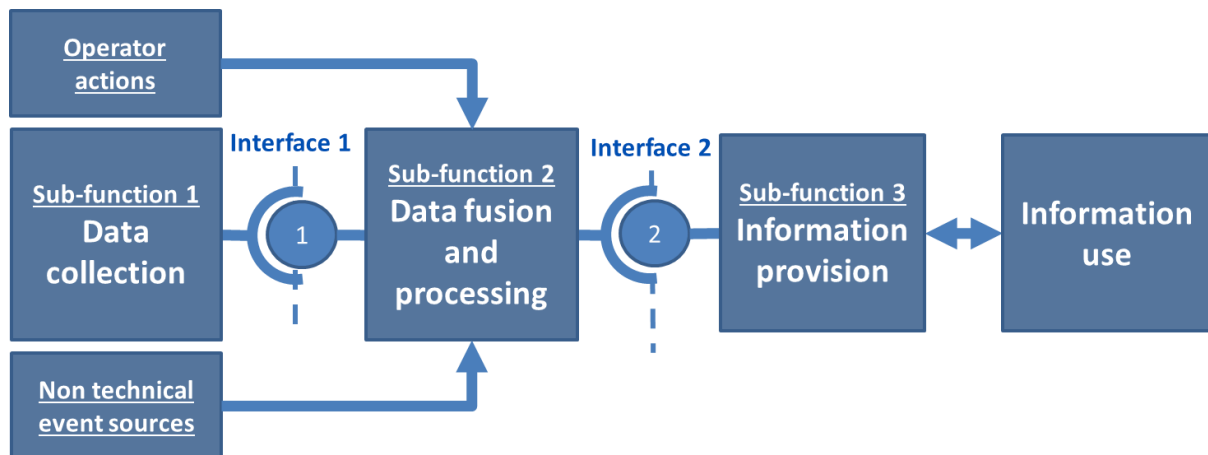 Operator
actions
Interface 1
Interface 2
Sub-function 1
Data
collection
1
Sub-function 2
Data fusion
and
processing
2
Sub-function 3
Information
provision
Information
use
Non technical
event sources